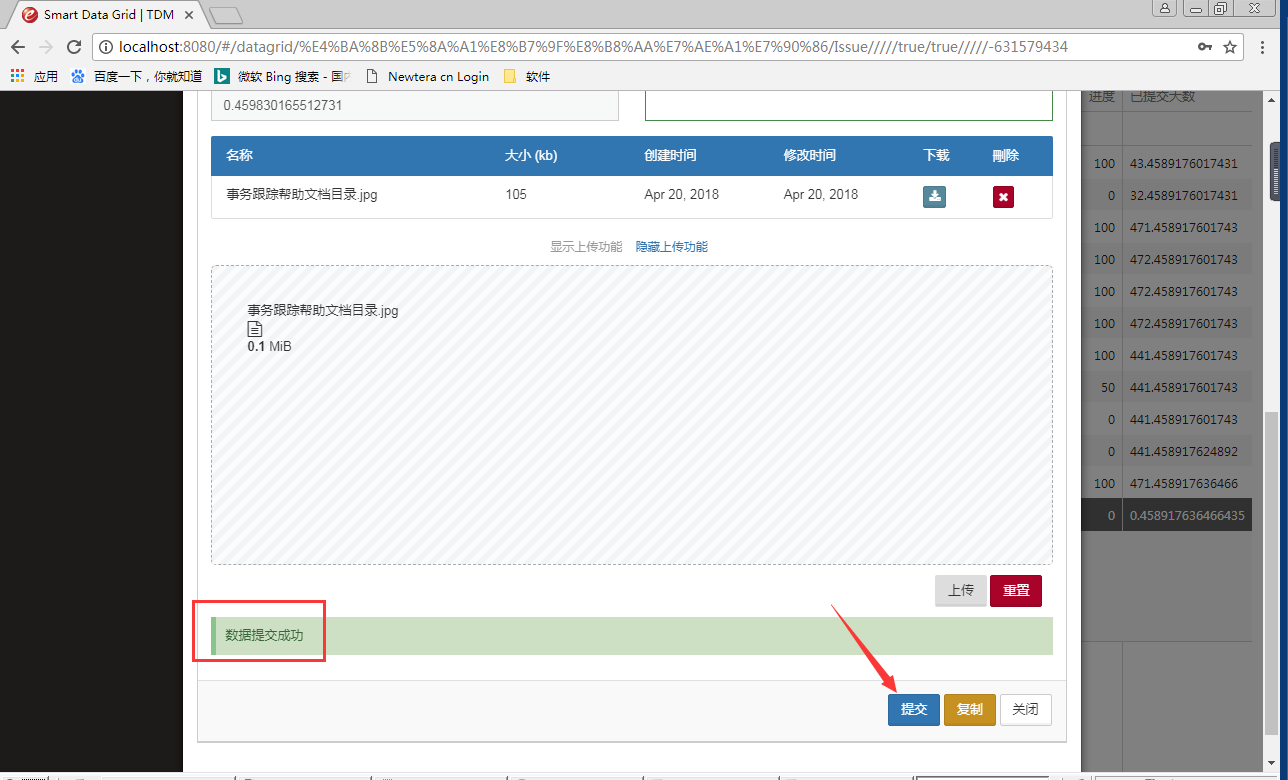 Smart Data Grid | TDM
localhost:8080/#/datagrid/%E4%BA%8B%E5%8A%A1%E8%B7%9F%E8%B8%AA%E7%AE%A1%E7%90%86/Issue/////true/true/////-631579434
应用 百度一下，你就知道 微软 Bing 搜索 - 国 Newtera cn Login 软件
0.459830165512731
进度 已提交天数
名称 大小 (kb) 创建时间 修改时间 下载 刪除
100 43.4589176017431
事务跟踪帮助文档目录.jpg 105 Apr 20, 2018 Apr 20, 2018
0 32.4589176017431
100 471.458917601743
显示上传功能 隐藏上传功能
100 472.458917601743
100 472.458917601743
事务跟踪帮助文档目录.jpg
100 472.458917601743
0.1 MiB
100 441.458917601743
50 441.458917601743
0 441.458917601743
0 441.458917624892
100 471.458917636466
0 0.458917636466435
上传 重置
数据提交成功
提交 复制 关闭